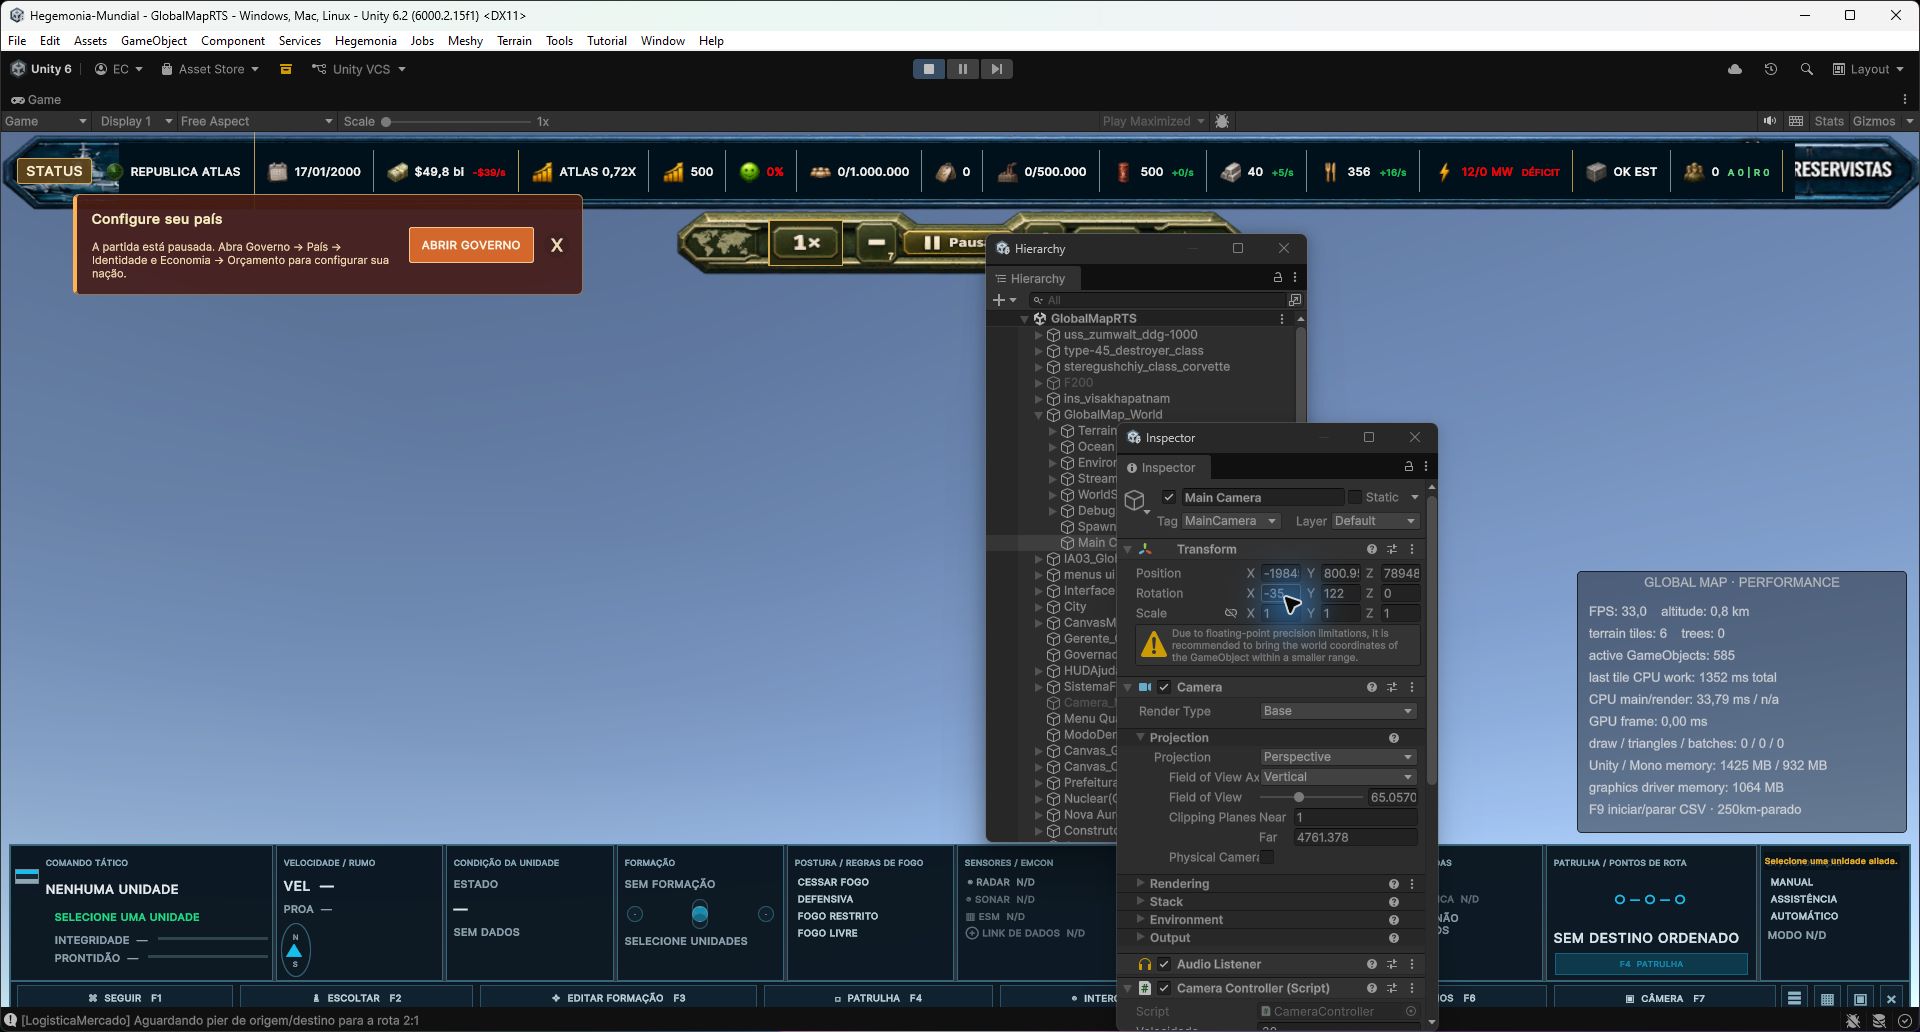 Hegemonia-Mundial - GlobalMapRTS - Windows, Mac, Linux - Unity 6.2 (6000.2.15f1) <DX11>
File Edit Assets GameObject Component Services Hegemonia Jobs Meshy Terrain Tools Tutorial Window Help
Unity 6 EC Asset Store Unity VCS Layout
Game
Game Display 1 Free Aspect Scale 1x Play Maximized Stats Gizmos
STATUS REPUBLICA ATLAS 17/01/2000 $49,8 bi -$39/s ATLAS 0,72X 500 0% 0/1.000.000 0 0/500.000 500 +0/s 40 +5/s 356 +16/s 12/0 MW DÉFICIT OK EST 0 A 0 | R 0 RESERVISTAS
Configure seu país
A partida está pausada. Abra Governo → País →
Identidade e Economia → Orçamento para configurar sua
nação.
ABRIR GOVERNO X
1× 7 Paus
Hierarchy
Hierarchy
All
GlobalMapRTS
uss_zumwalt_ddg-1000
type-45_destroyer_class
steregushchiy_class_corvette
F200
ins_visakhapatnam
GlobalMap_World
Terrain
Ocean
Enviror
Stream
WorldS
Debug
Spawn
Main C
IA03_Glo
menus ui
Interface
City
CanvasM
Gerente_
Governac
HUDAjud
SistemaF
Camera_
Menu Qu
ModoDer
Canvas_G
Canvas_C
Prefeitura
Nuclear(
Nova Aur
Construto
Inspector
Inspector
Main Camera Static
Tag MainCamera Layer Default
Transform
Position X -1984 Y 800.9 Z 78948
Rotation X -35 Y 122 Z 0
Scale X 1 Y 1 Z 1
Due to floating-point precision limitations, it is
recommended to bring the world coordinates of
the GameObject within a smaller range.
Camera
Render Type Base
Projection
Projection Perspective
Field of View Ax Vertical
Field of View 65.0570
Clipping Planes Near 1
Far 4761.378
Physical Camera
Rendering
Stack
Environment
Output
Audio Listener
Camera Controller (Script)
Script CameraController
GLOBAL MAP · PERFORMANCE
FPS: 33,0 altitude: 0,8 km
terrain tiles: 6 trees: 0
active GameObjects: 585
last tile CPU work: 1352 ms total
CPU main/render: 33,79 ms / n/a
GPU frame: 0,00 ms
draw / triangles / batches: 0 / 0 / 0
Unity / Mono memory: 1425 MB / 932 MB
graphics driver memory: 1064 MB
F9 iniciar/parar CSV · 250km-parado
COMANDO TÁTICO
NENHUMA UNIDADE
SELECIONE UMA UNIDADE
INTEGRIDADE —
PRONTIDÃO —
VELOCIDADE / RUMO
VEL —
PROA —
N
S
CONDIÇÃO DA UNIDADE
ESTADO
—
SEM DADOS
FORMAÇÃO
SEM FORMAÇÃO
SELECIONE UNIDADES
POSTURA / REGRAS DE FOGO
CESSAR FOGO
DEFENSIVA
FOGO RESTRITO
FOGO LIVRE
SENSORES / EMCON
RADAR N/D
SONAR N/D
ESM N/D
LINK DE DADOS N/D
AS
ICA N/D
ÃO
OS
PATRULHA / PONTOS DE ROTA
SEM DESTINO ORDENADO
F4 PATRULHA
Selecione uma unidade aliada.
MANUAL
ASSISTÊNCIA
AUTOMÁTICO
MODO N/D
SEGUIR F1 ESCOLTAR F2 EDITAR FORMAÇÃO F3 PATRULHA F4 INTERC OS F6 CÂMERA F7
[LogisticaMercado] Aguardando pier de origem/destino para a rota 2:1